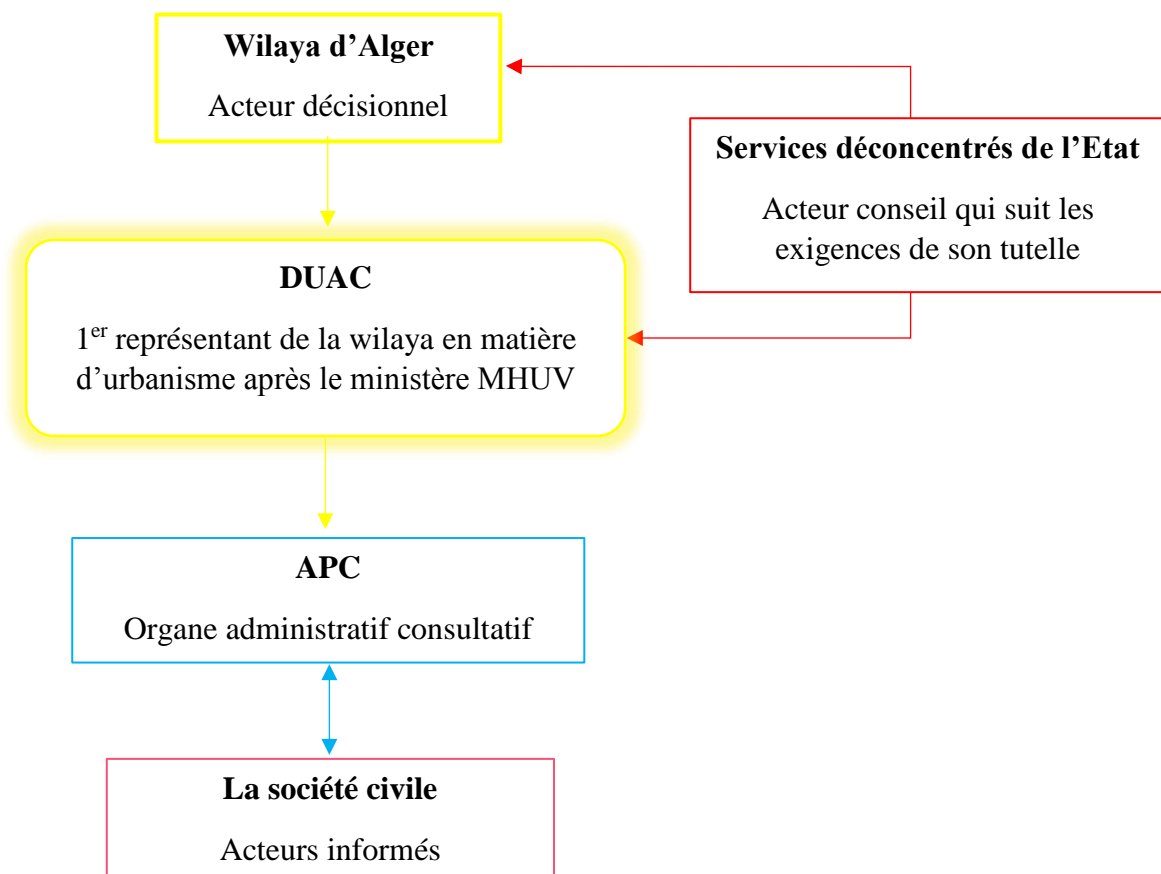 Wilaya d’Alger
Acteur décisionnel
Services déconcentrés de l’Etat
Acteur conseil qui suit les
exigences de son tutelle
DUAC
1er représentant de la wilaya en matière
d’urbanisme après le ministère MHUV
APC
Organe administratif consultatif
La société civile
Acteurs informés